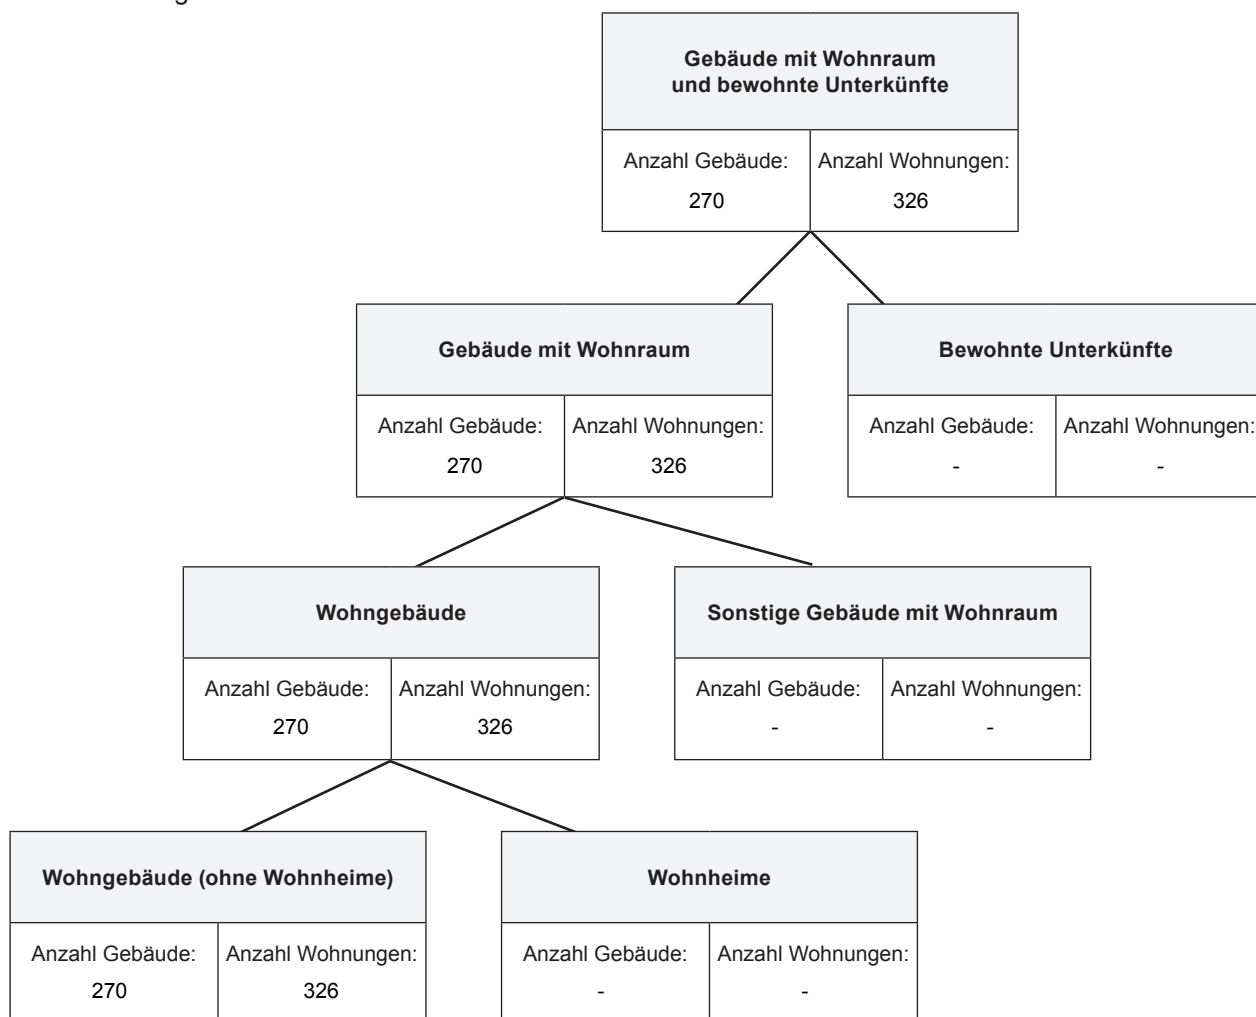 Gebäude mit Wohnraum
und bewohnte Unterkünfte
Anzahl Gebäude: Anzahl Wohnungen:
270 326
Gebäude mit Wohnraum
Anzahl Gebäude: Anzahl Wohnungen:
270 326
Bewohnte Unterkünfte
Anzahl Gebäude: Anzahl Wohnungen:
- -
Wohngebäude
Anzahl Gebäude: Anzahl Wohnungen:
270 326
Sonstige Gebäude mit Wohnraum
Anzahl Gebäude: Anzahl Wohnungen:
- -
Wohngebäude (ohne Wohnheime)
Anzahl Gebäude: Anzahl Wohnungen:
270 326
Wohnheime
Anzahl Gebäude: Anzahl Wohnungen:
- -